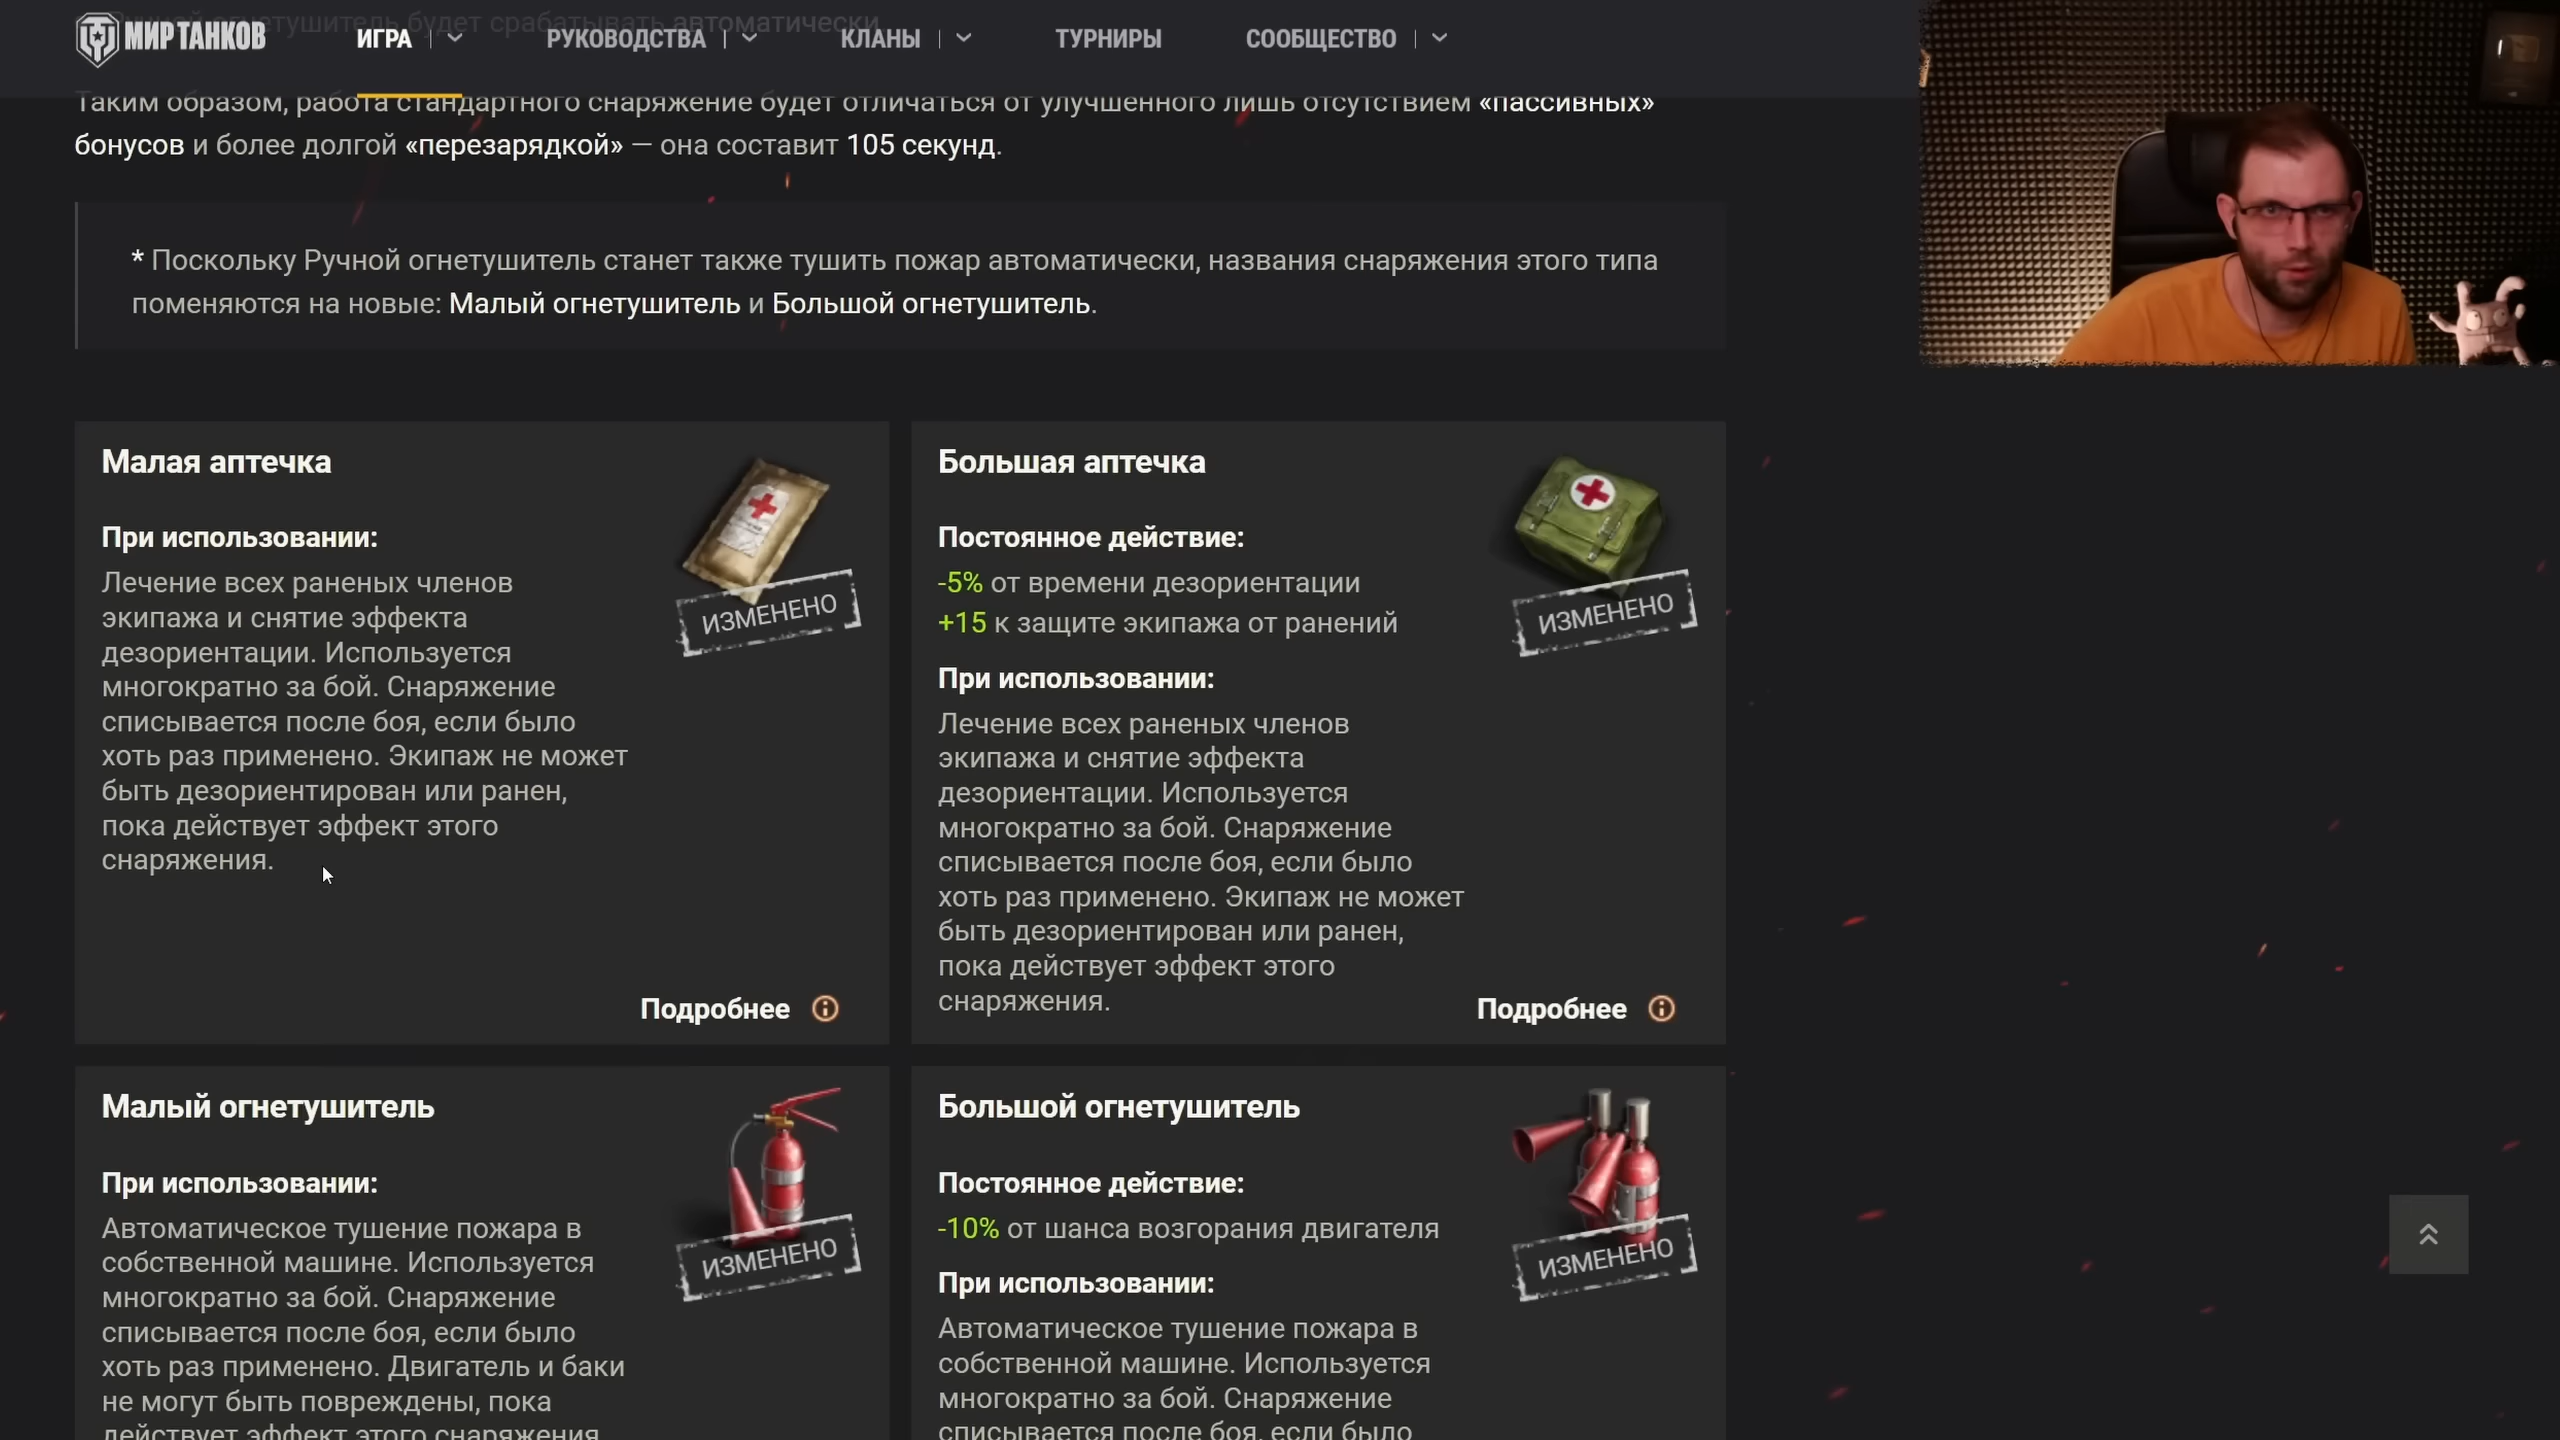 Ручной огнетушитель будет срабатывать автоматически.
МИР ТАНКОВ
ИГРА
РУКОВОДСТВА
КЛАНЫ
ТУРНИРЫ
СООБЩЕСТВО
Таким образом, работа стандартного снаряжение будет отличаться от улучшенного лишь отсутствием «пассивных»
бонусов и более долгой «перезарядкой» — она составит 105 секунд.
* Поскольку Ручной огнетушитель станет также тушить пожар автоматически, названия снаряжения этого типа
поменяются на новые: Малый огнетушитель и Большой огнетушитель.
Малая аптечка
При использовании:
Лечение всех раненых членов
экипажа и снятие эффекта
дезориентации. Используется
многократно за бой. Снаряжение
списывается после боя, если было
хоть раз применено. Экипаж не может
быть дезориентирован или ранен,
пока действует эффект этого
снаряжения.
ИЗМЕНЕНО
Подробнее
Большая аптечка
Постоянное действие:
-5% от времени дезориентации
+15 к защите экипажа от ранений
При использовании:
Лечение всех раненых членов
экипажа и снятие эффекта
дезориентации. Используется
многократно за бой. Снаряжение
списывается после боя, если было
хоть раз применено. Экипаж не может
быть дезориентирован или ранен,
пока действует эффект этого
снаряжения.
ИЗМЕНЕНО
Подробнее
Малый огнетушитель
При использовании:
Автоматическое тушение пожара в
собственной машине. Используется
многократно за бой. Снаряжение
списывается после боя, если было
хоть раз применено. Двигатель и баки
не могут быть повреждены, пока
действует эффект этого снаряжения.
ИЗМЕНЕНО
Большой огнетушитель
Постоянное действие:
-10% от шанса возгорания двигателя
При использовании:
Автоматическое тушение пожара в
собственной машине. Используется
многократно за бой. Снаряжение
списывается после боя, если было
ИЗМЕНЕНО